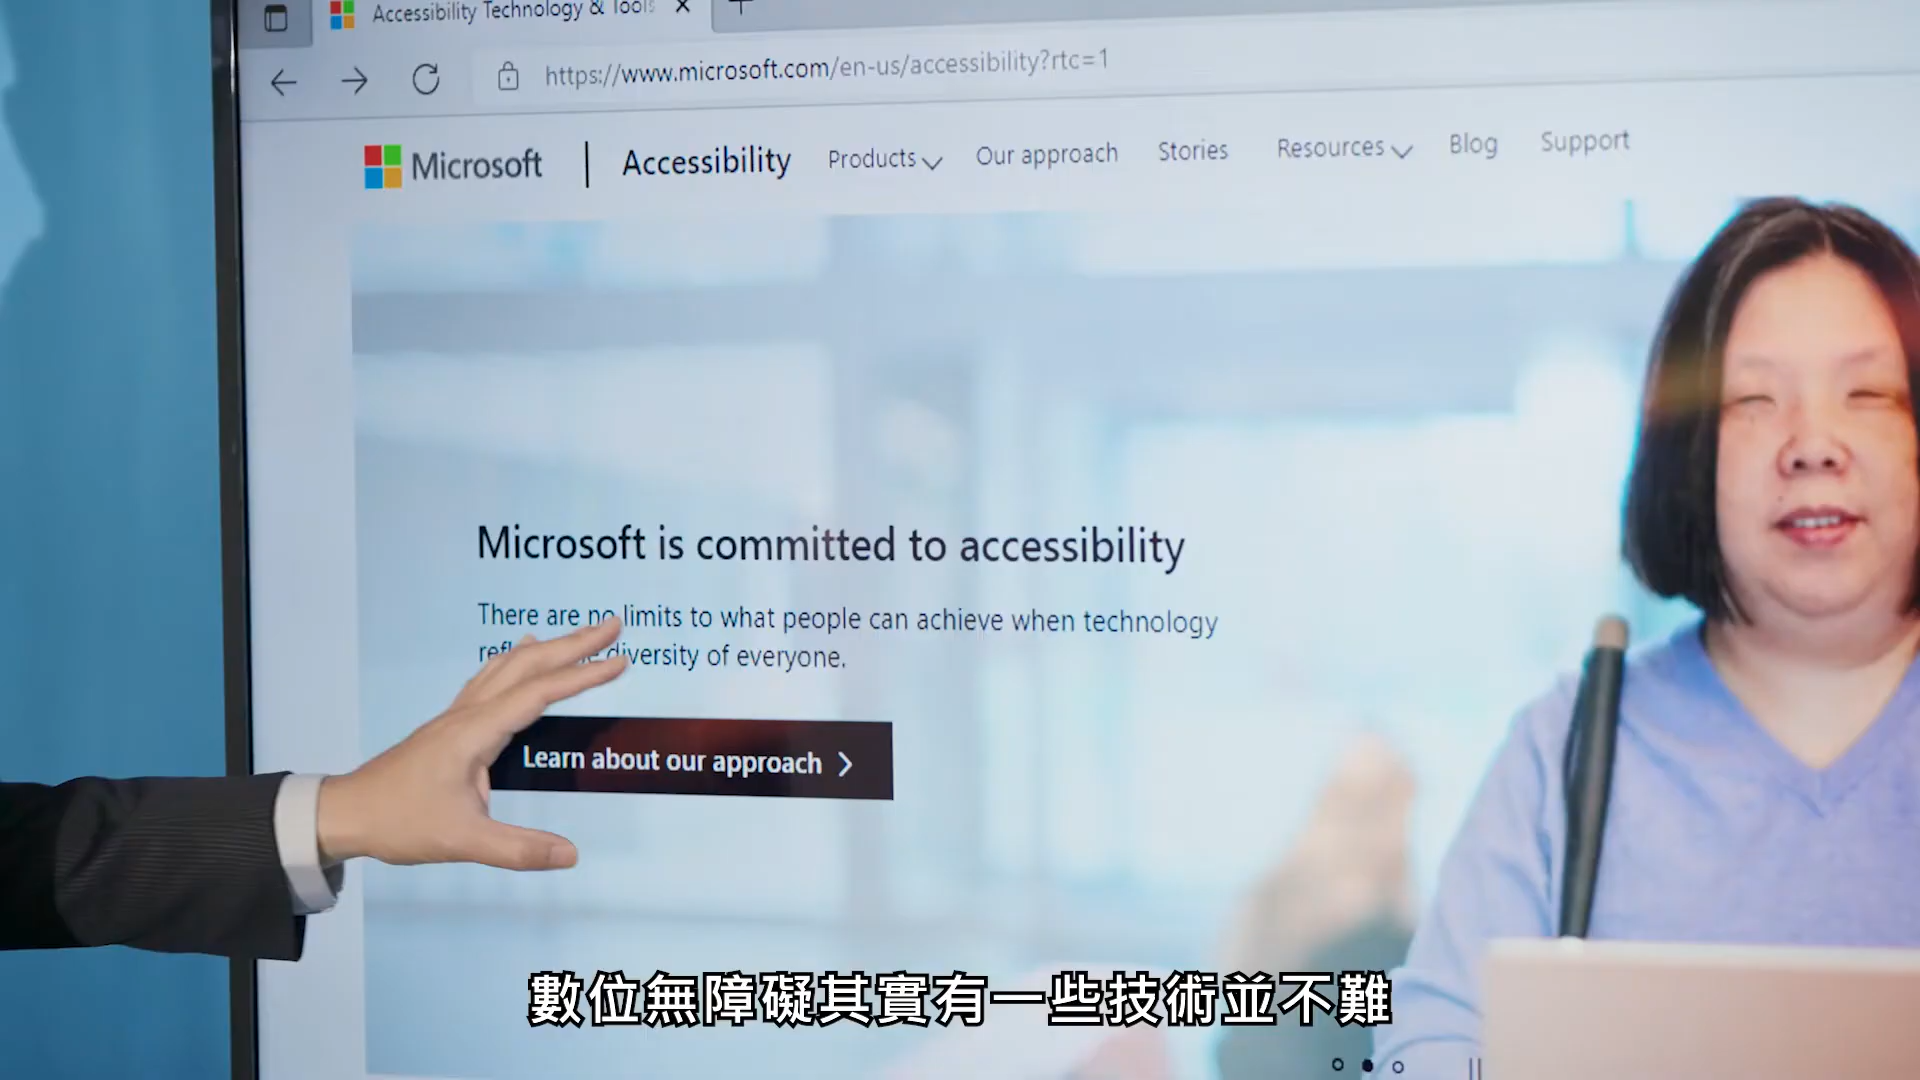 Accessibility Technology & Tools
https://www.microsoft.com/en-us/accessibility?rtc=1
Microsoft | Accessibility Products Our approach Stories Resources Blog Support
Microsoft is committed to accessibility
There are no limits to what people can achieve when technology
diversity of everyone.
Learn about our approach
數位無障礙其實有一些技術並不難